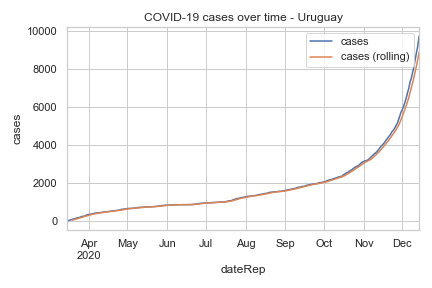 COVID-19 cases over time - Uruguay
cases
cases (rolling)
10000
8000
6000
4000
2000
0
cases
Apr May Jun Jul Aug Sep Oct Nov Dec
2020
dateRep